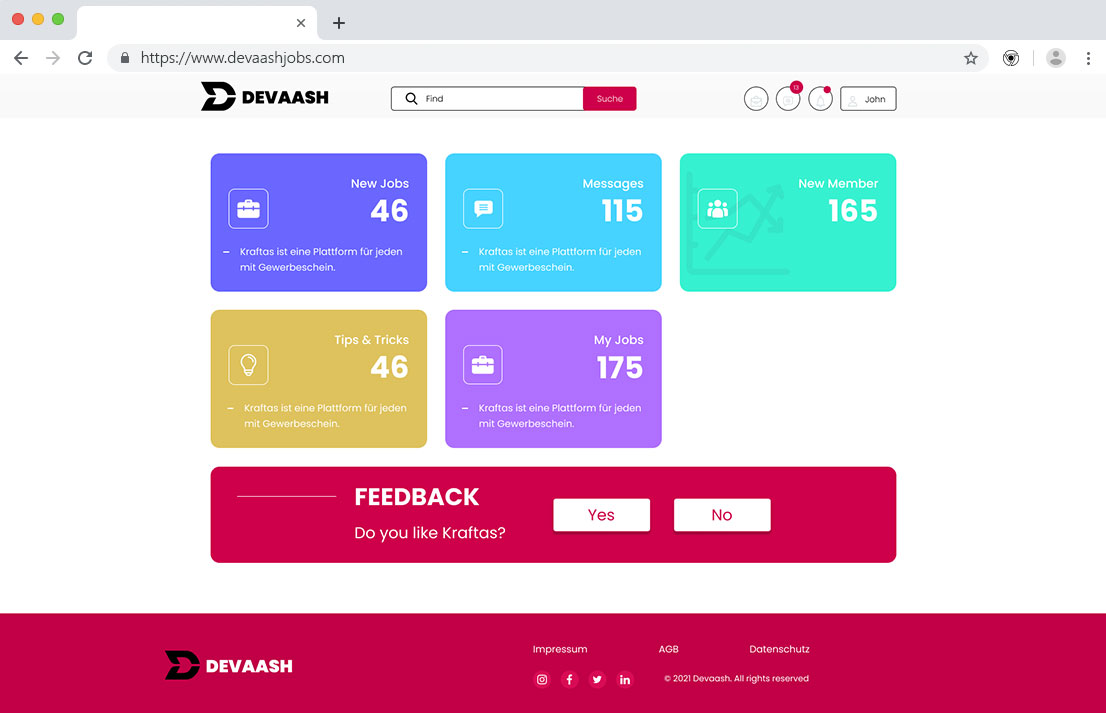 https://www.devaashjobs.com
DEVAASH
Find
Suche
13
John
New Jobs
46
– Kraftas ist eine Plattform für jeden
mit Gewerbeschein.
Messages
115
– Kraftas ist eine Plattform für jeden
mit Gewerbeschein.
New Member
165
Tips & Tricks
46
– Kraftas ist eine Plattform für jeden
mit Gewerbeschein.
My Jobs
175
– Kraftas ist eine Plattform für jeden
mit Gewerbeschein.
FEEDBACK
Do you like Kraftas?
Yes
No
DEVAASH
Impressum
AGB
Datenschutz
© 2021 Devaash. All rights reserved